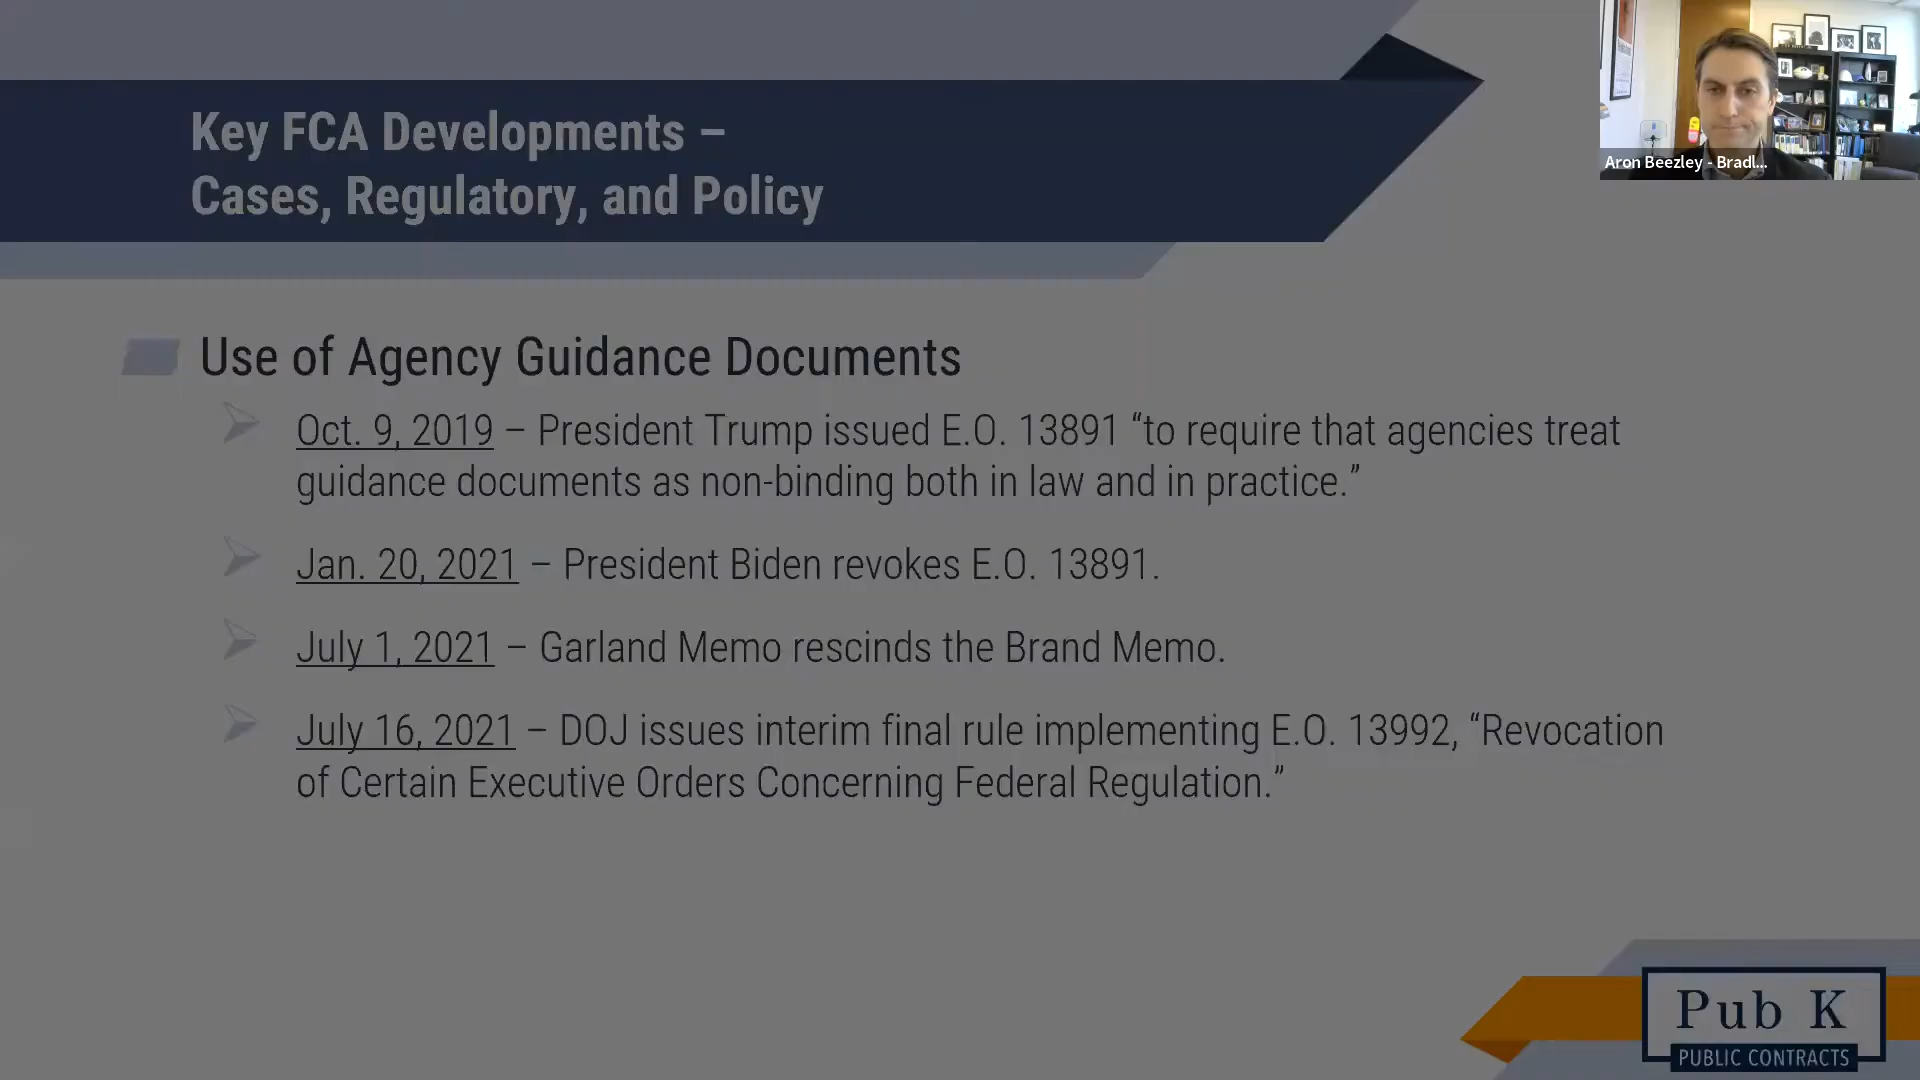 Key FCA Developments –
Cases, Regulatory, and Policy
Aron Beezley - Bradl...
Use of Agency Guidance Documents
Oct. 9, 2019 – President Trump issued E.O. 13891 “to require that agencies treat
guidance documents as non-binding both in law and in practice.”
Jan. 20, 2021 – President Biden revokes E.O. 13891.
July 1, 2021 – Garland Memo rescinds the Brand Memo.
July 16, 2021 – DOJ issues interim final rule implementing E.O. 13992, “Revocation
of Certain Executive Orders Concerning Federal Regulation.”
Pub K
PUBLIC CONTRACTS